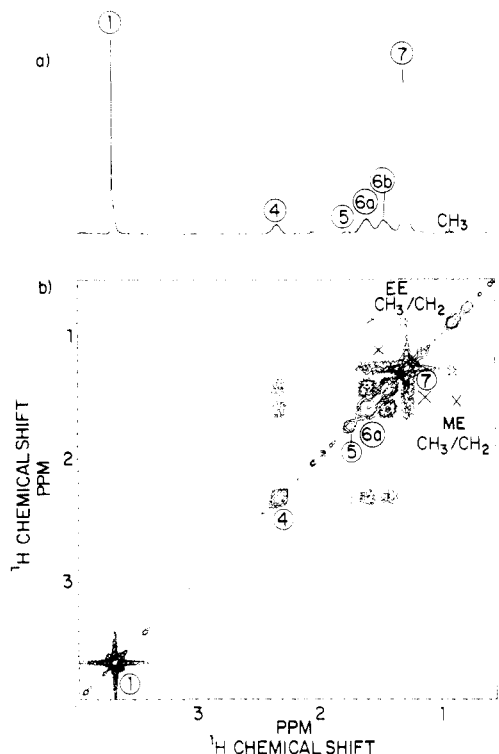 1
a)
7
6b
6a
4
5
CH3
b)
EE
CH3/CH2
1
7
ME
CH3/CH2
2
5
6a
4
3
1
1H CHEMICAL SHIFT
PPM
3
2
1
PPM
1H CHEMICAL SHIFT